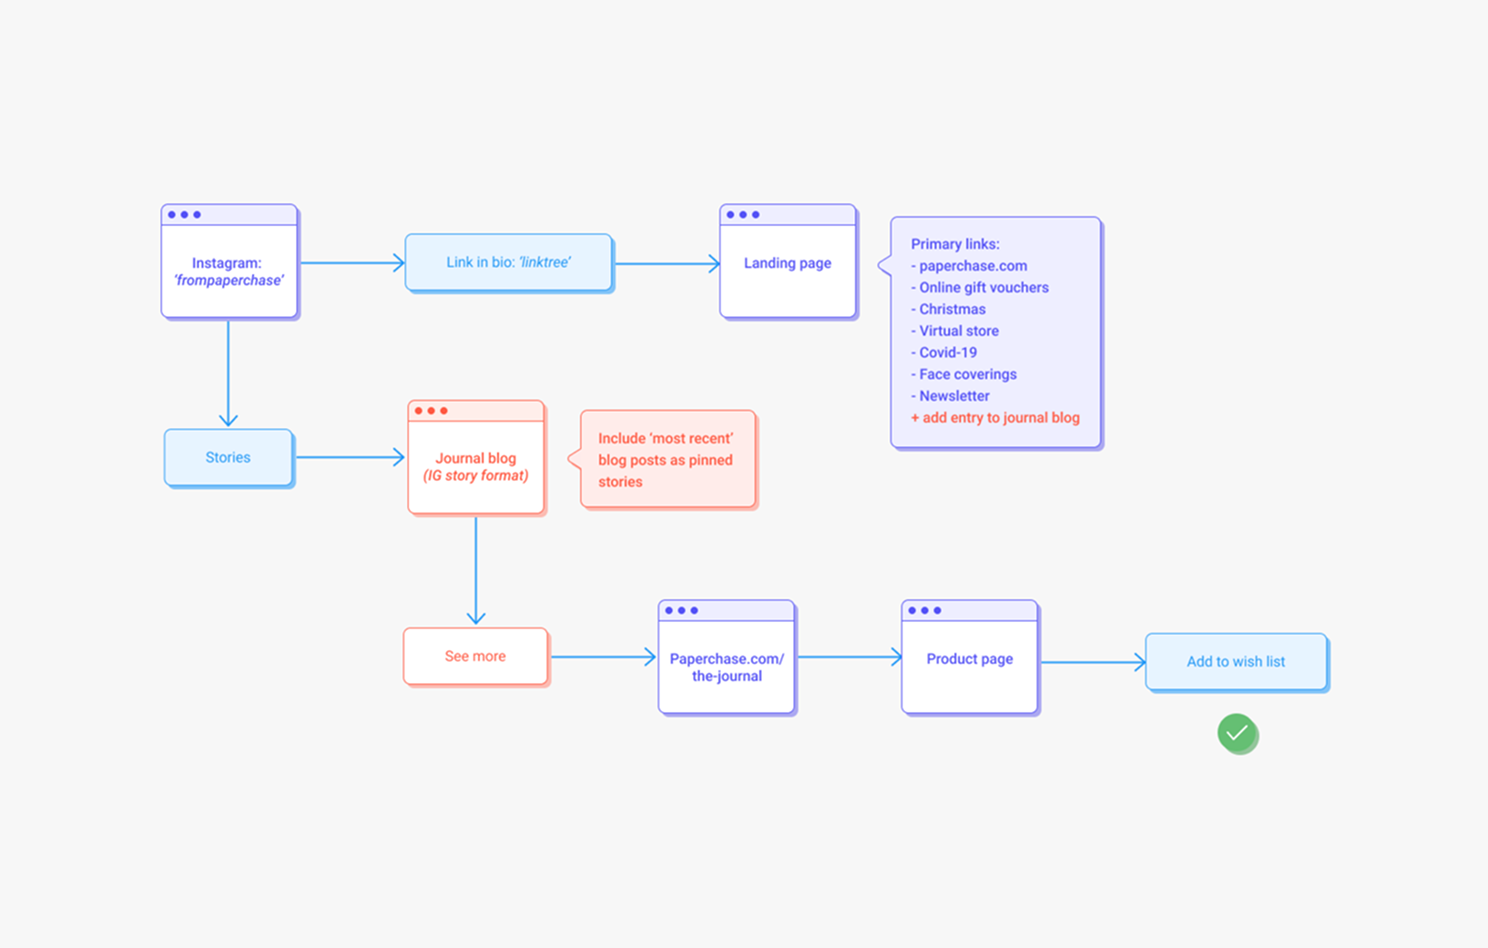 Instagram:
‘frompaperchase’
Link in bio: ‘linktree’
Landing page
Primary links:
- paperchase.com
- Online gift vouchers
- Christmas
- Virtual store
- Covid-19
- Face coverings
- Newsletter
+ add entry to journal blog
Stories
Journal blog
(IG story format)
Include ‘most recent’
blog posts as pinned
stories
See more
Paperchase.com/
the-journal
Product page
Add to wish list